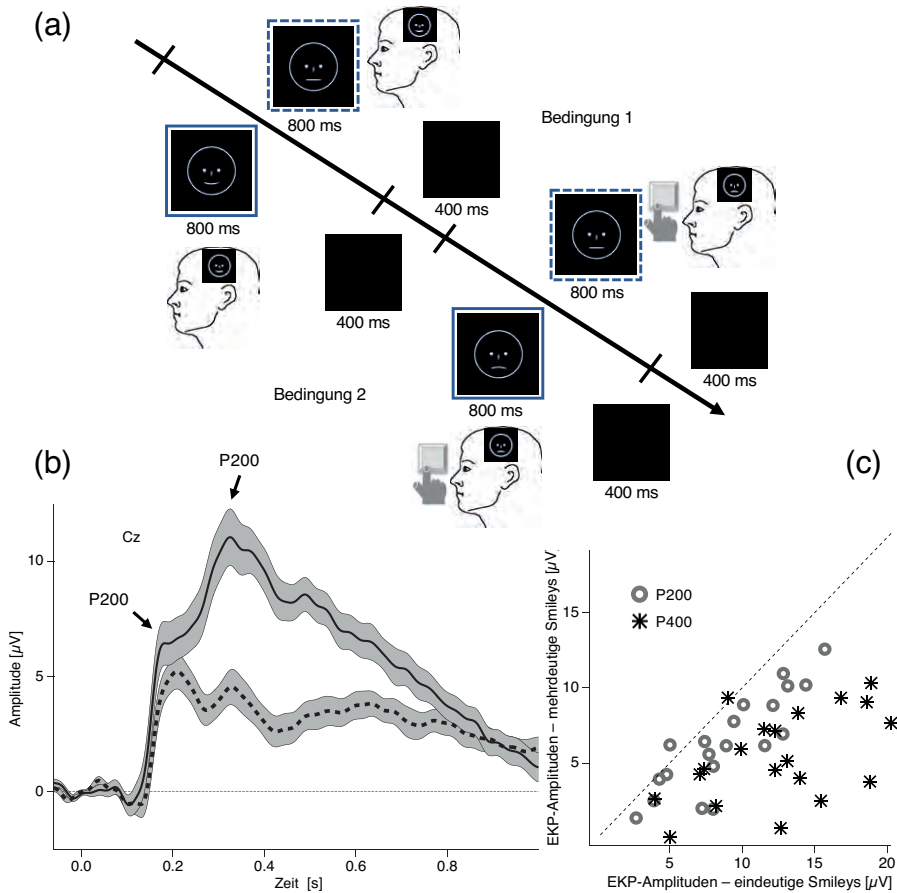 (a)
800 ms
Bedingung 1
800 ms
400 ms
400 ms
800 ms
400 ms
Bedingung 2
800 ms
400 ms
(b)
P200
(c)
Cz
P200
10
5
0
Amplitude [µV]
0.0
0.2
0.4
0.6
0.8
Zeit [s]
P200
P400
15
10
5
EKP-Amplituden – mehrdeutige Smileys [µV]
5
10
15
20
EKP-Amplituden – eindeutige Smileys [µV]